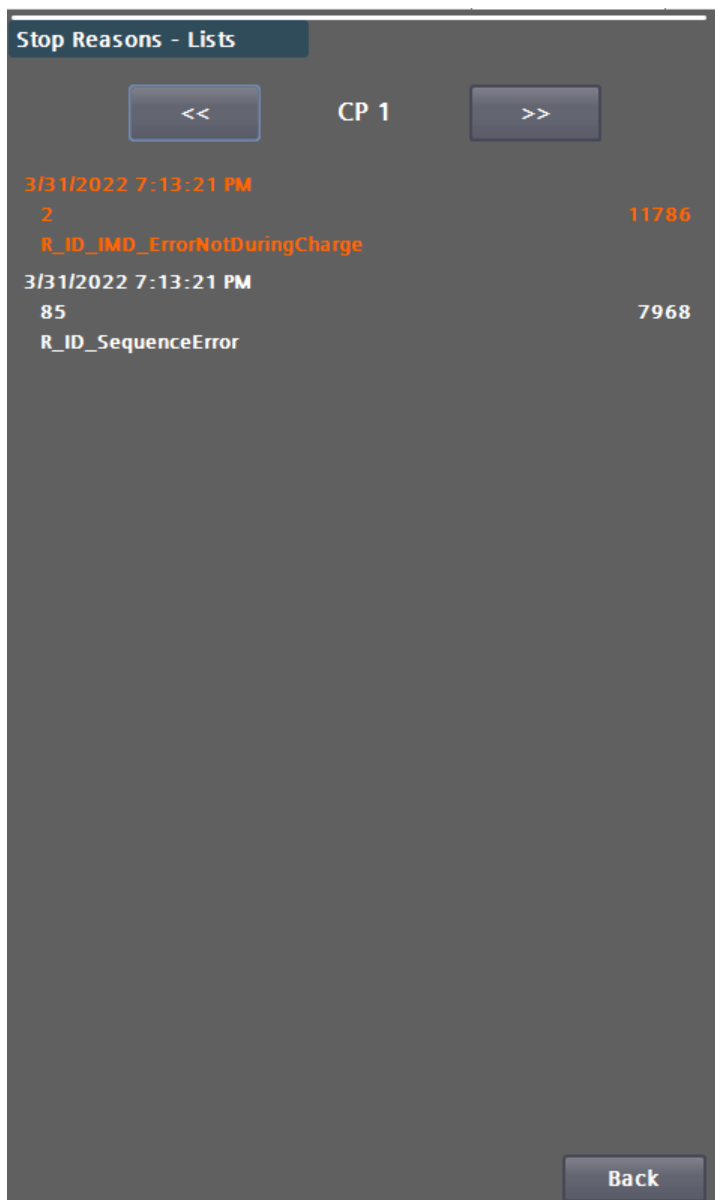 Stop Reasons - Lists
<< CP 1 >>
3/31/2022 7:13:21 PM
2 11786
R_ID_IMD_ErrorNotDuringCharge
3/31/2022 7:13:21 PM
85 7968
R_ID_SequenceError
Back